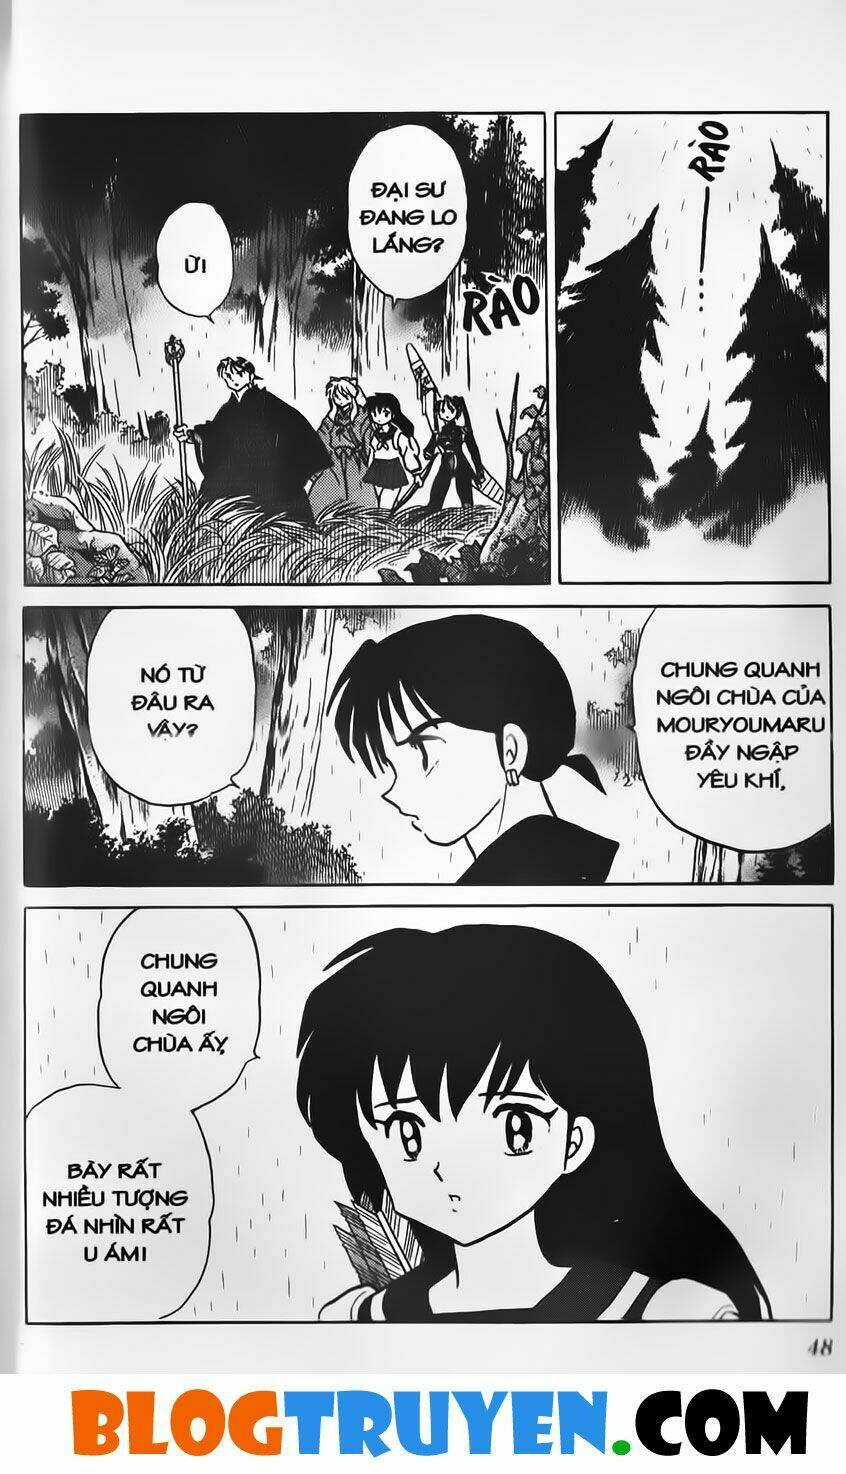 RÀO
ĐẠI SƯ
ĐANG LO
LẮNG?
RÀO
ỪI
CHUNG QUANH
NGÔI CHÙA CỦA
MOURYOUMARU
ĐẦY NGẬP
YÊU KHÍ,
NÓ TỪ
ĐÂU RA
VẬY?
CHUNG
QUANH
NGÔI
CHÙA ẤY,
BÀY RẤT
NHIỀU TƯỢNG
ĐÁ NHÌN RẤT
U ÁM!
48
BLOGTRUYEN.COM